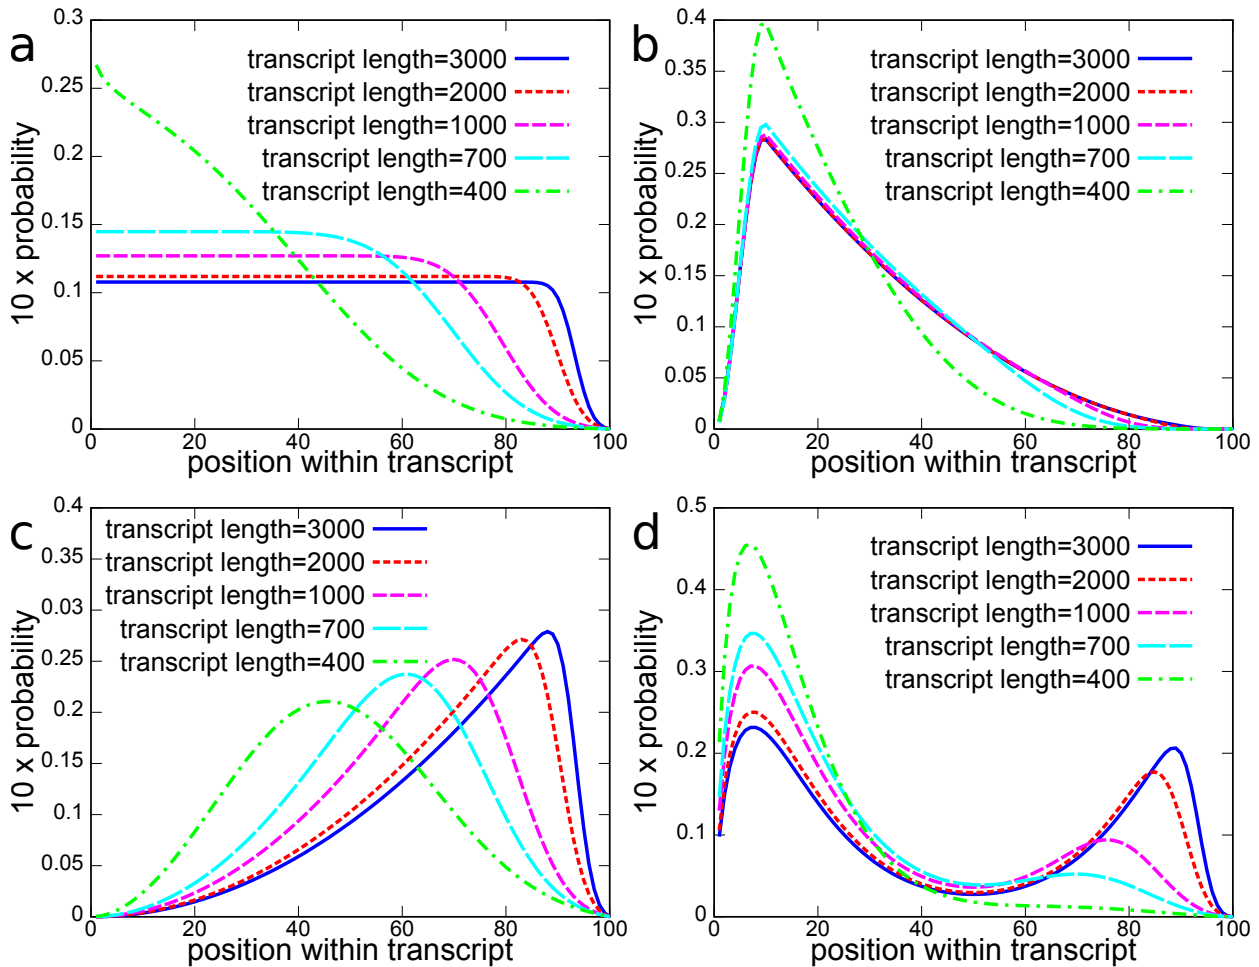 a
0.3
0.25
0.2
0.15
0.1
0.05
0
10 x probability
transcript length=3000
transcript length=2000
transcript length=1000
transcript length=700
transcript length=400
0 20 40 60 80 100
position within transcript
b
0.4
0.35
0.3
0.25
0.2
0.15
0.1
0.05
0
10 x probability
transcript length=3000
transcript length=2000
transcript length=1000
transcript length=700
transcript length=400
0 20 40 60 80 100
position within transcript
c
0.4
0.35
0.3
0.25
0.2
0.15
0.1
0.05
0
10 x probability
transcript length=3000
transcript length=2000
transcript length=1000
transcript length=700
transcript length=400
0 20 40 60 80 100
position within transcript
d
0.5
0.4
0.3
0.2
0.1
0
10 x probability
transcript length=3000
transcript length=2000
transcript length=1000
transcript length=700
transcript length=400
0 20 40 60 80 100
position within transcript